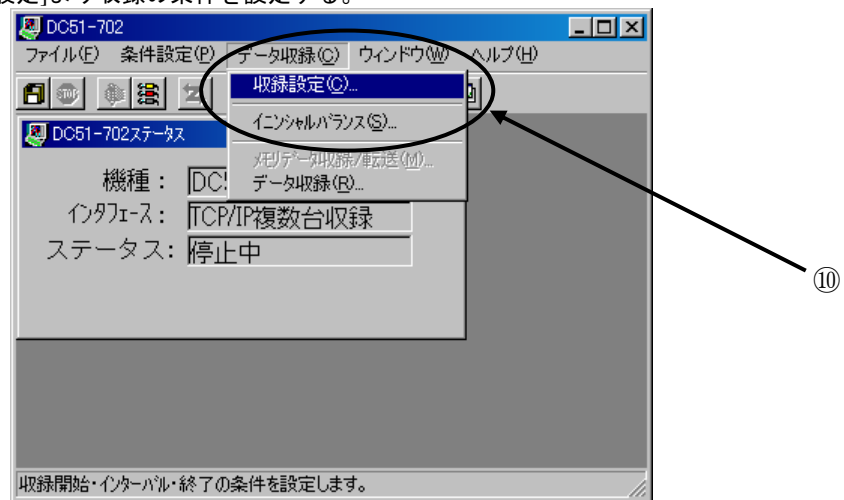 設定]より収録の条件を設定する。
DC51-702
ファイル(F) 条件設定(P) データ収録(C) ウィンドウ(W) ヘルプ(H)
収録設定(C)...
STOP
イニシャルバランス(S)...
DC51-702ステータス
メモリデータ収録/転送(M)...
機種： DC5
データ収録(R)...
インタフェース： TCP/IP複数台収録
ステータス： 停止中
⑩
収録開始・インターバル・終了の条件を設定します。